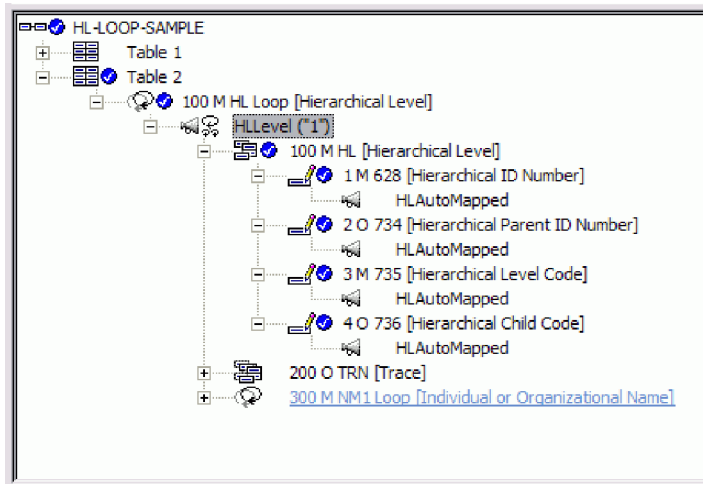 HL-LOOP-SAMPLE
Table 1
Table 2
100 M HL Loop [Hierarchical Level]
HLLevel ("1")
100 M HL [Hierarchical Level]
1 M 628 [Hierarchical ID Number]
HLAutoMapped
2 O 734 [Hierarchical Parent ID Number]
HLAutoMapped
3 M 735 [Hierarchical Level Code]
HLAutoMapped
4 O 736 [Hierarchical Child Code]
HLAutoMapped
200 O TRN [Trace]
300 M NM1 Loop [Individual or Organizational Name]